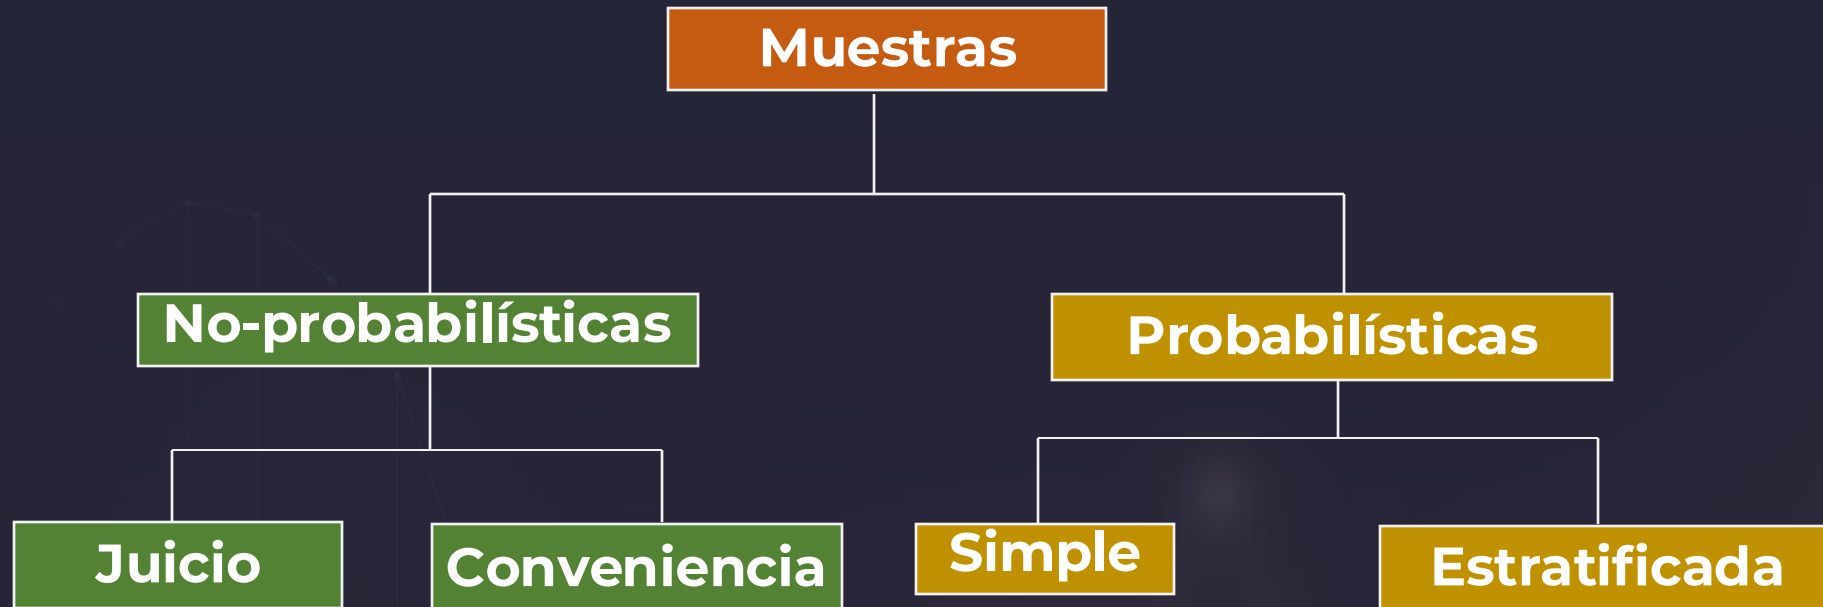 Muestras
No-probabilísticas
Probabilísticas
Juicio
Conveniencia
Simple
Estratificada